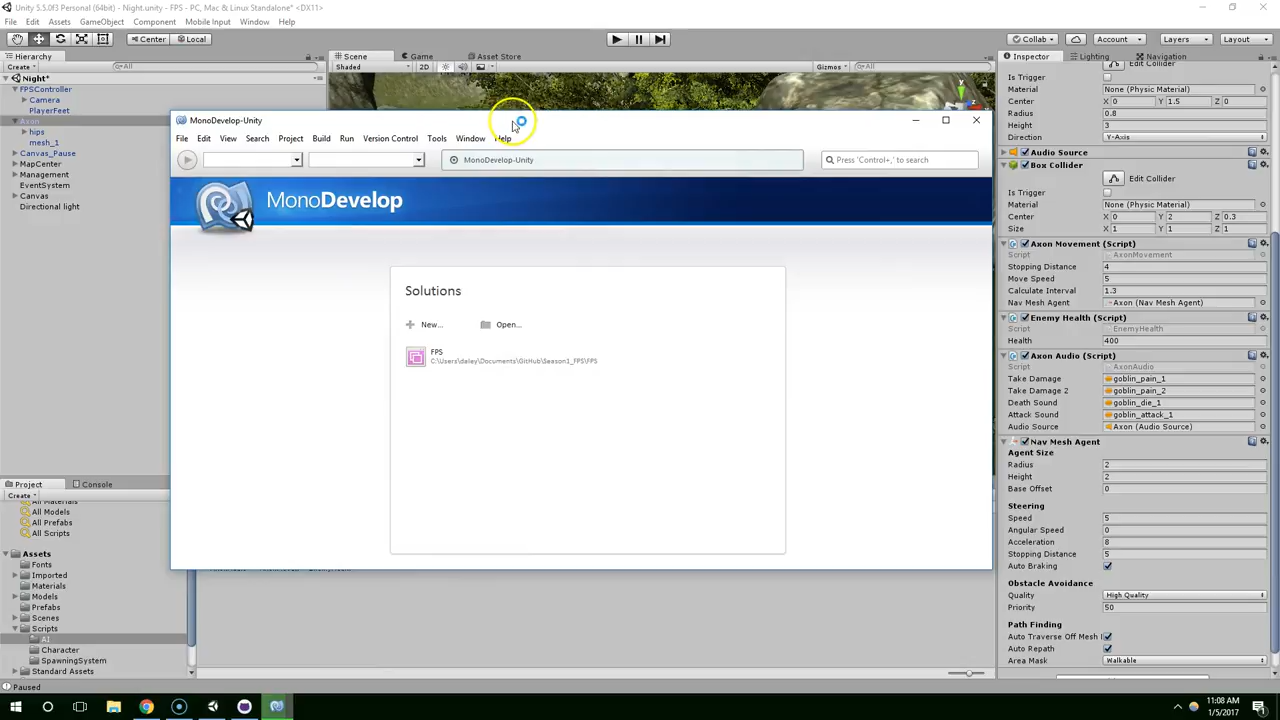 Unity 5.5.0f3 Personal (64bit) - Night.unity - FPS - PC, Mac & Linux Standalone* <DX11>
File Edit Assets GameObject Component Mobile Input Window Help
Center Local Collab Account Layers Layout
Hierarchy
Create All
Night*
FPSController
Camera
PlayerFeet
Axon
hips
mesh_1
Canvas_Pause
MapCenter
Management
EventSystem
Canvas
Directional light
Scene Game Asset Store
Shaded 2D Gizmos All
MonoDevelop-Unity
File Edit View Search Project Build Run Version Control Tools Window Help
MonoDevelop-Unity
Press 'Control+,' to search
MonoDevelop
Solutions
New...
Open...
FPS
C:\Users\daley\Documents\GitHub\Season1_FPS\FPS
Project Console
Create
All Materials
All Models
All Prefabs
All Scripts
Assets
Fonts
Imported
Materials
Models
Prefabs
Scenes
Scripts
AI
Character
SpawningSystem
Standard Assets
Paused
Inspector Lighting Navigation
Edit Collider
Is Trigger
Material None (Physic Material)
Center X 0 Y 1.5 Z 0
Radius 0.8
Height 3
Direction Y-Axis
Audio Source
Box Collider
Edit Collider
Is Trigger
Material None (Physic Material)
Center X 0 Y 2 Z 0.3
Size X 1 Y 1 Z 1
Axon Movement (Script)
Script AxonMovement
Stopping Distance 4
Move Speed 5
Calculate Interval 1.3
Nav Mesh Agent Axon (Nav Mesh Agent)
Enemy Health (Script)
Script EnemyHealth
Health 400
Axon Audio (Script)
Script AxonAudio
Take Damage goblin_pain_1
Take Damage 2 goblin_pain_2
Death Sound goblin_die_1
Attack Sound goblin_attack_1
Audio Source Axon (Audio Source)
Nav Mesh Agent
Agent Size
Radius 2
Height 2
Base Offset 0
Steering
Speed 5
Angular Speed 0
Acceleration 8
Stopping Distance 5
Auto Braking
Obstacle Avoidance
Quality High Quality
Priority 50
Path Finding
Auto Traverse Off Mesh
Auto Repath
Area Mask Walkable
11:08 AM
1/5/2017